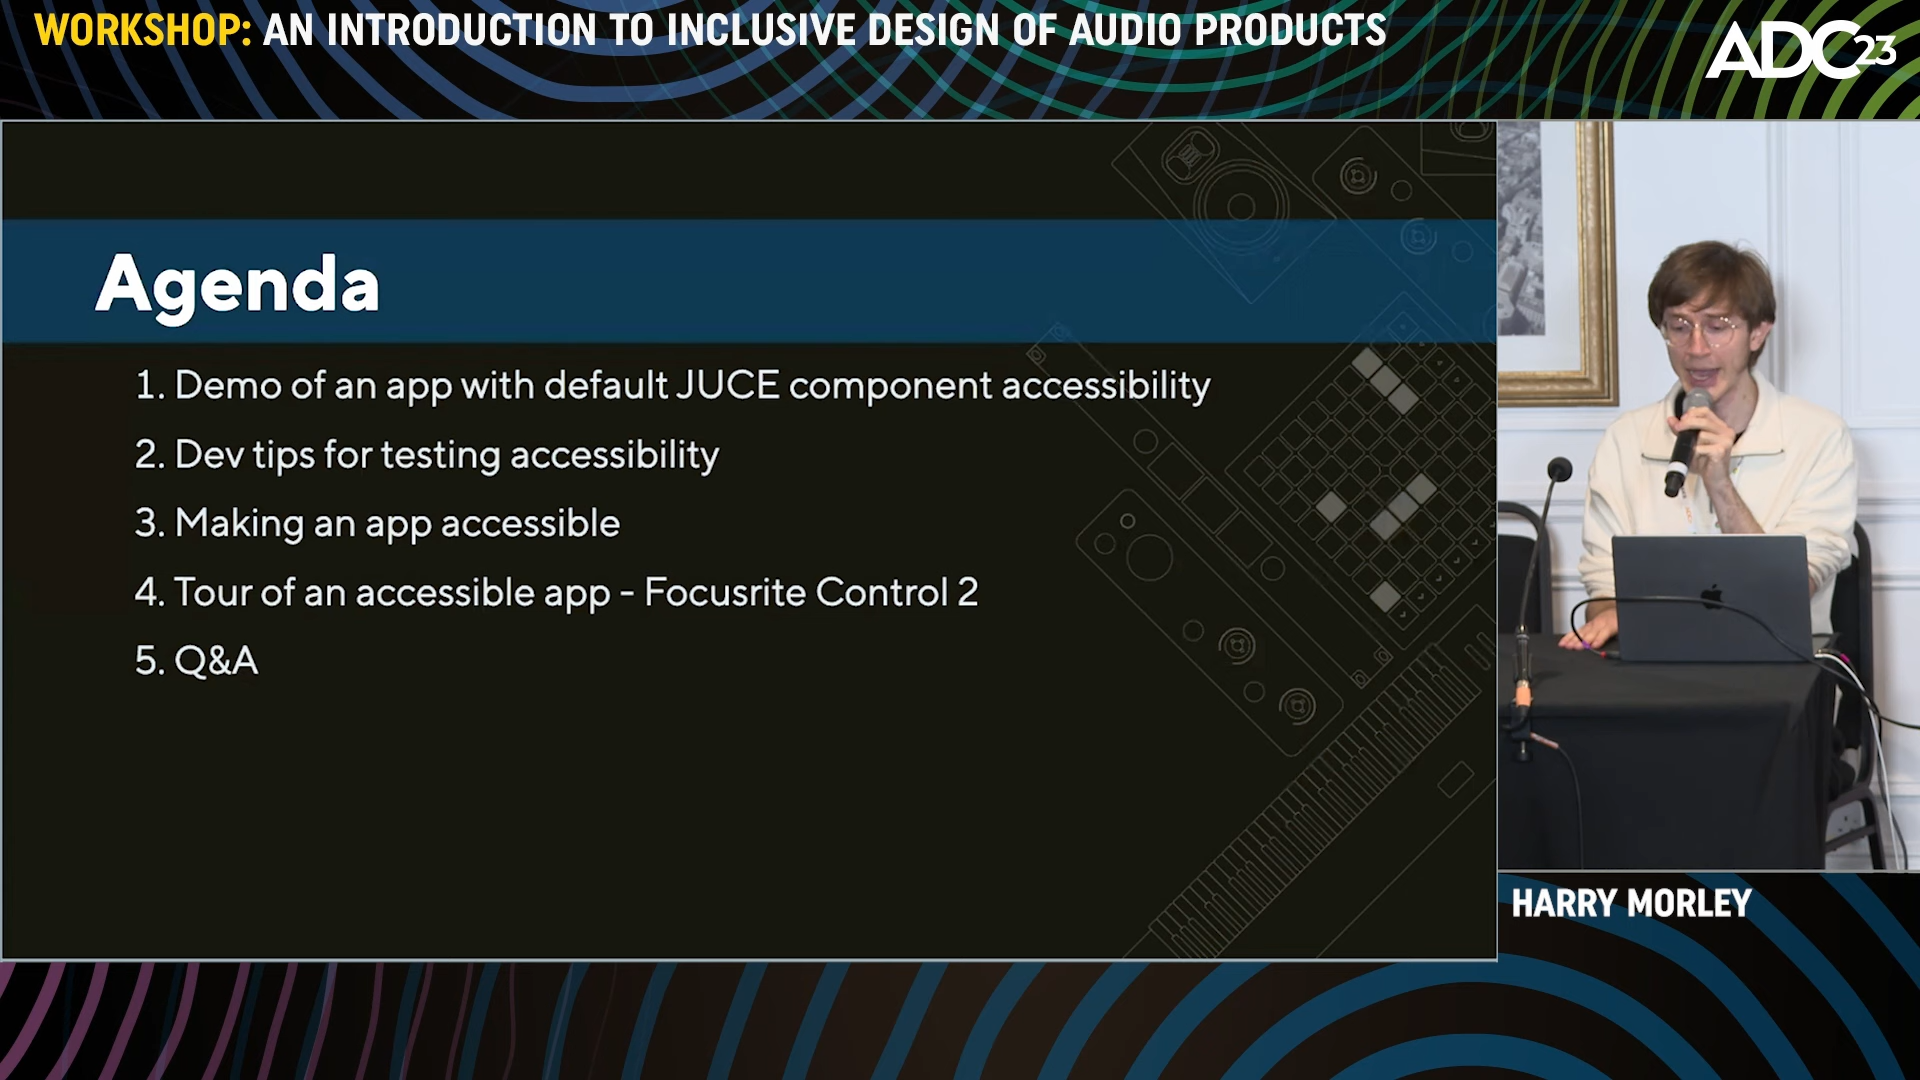 WORKSHOP: AN INTRODUCTION TO INCLUSIVE DESIGN OF AUDIO PRODUCTS
ADC23
Agenda
1. Demo of an app with default JUCE component accessibility
2. Dev tips for testing accessibility
3. Making an app accessible
4. Tour of an accessible app - Focusrite Control 2
5. Q&A
HARRY MORLEY